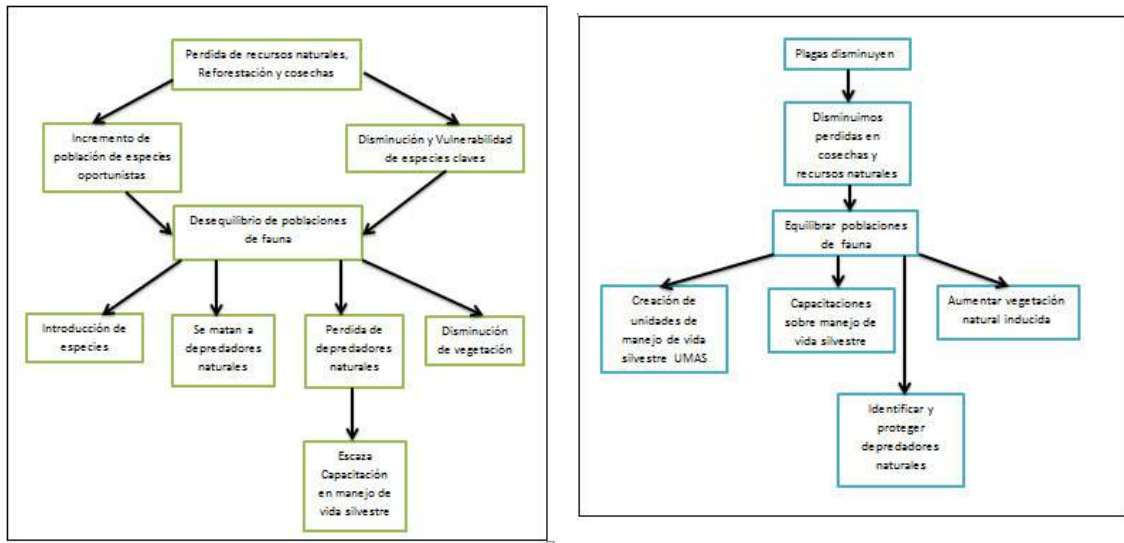 Perdida de recursos naturales,
Reforestación y cosechas
Incremento de
población de especies
oportunistas
Disminución y Vulnerabilidad
de especies claves
Desequilibrio de poblaciones
de fauna
Introducción de
especies
Se matan a
depredadores
naturales
Perdida de
depredadores
naturales
Disminución
de vegetación
Escaza
Capacitación
en manejo de
vida silvestre
Plagas disminuyen
Disminuimos
perdidas en
cosechas y
recursos naturales
Equilibrar poblaciones
de fauna
Creación de
unidades de
manejo de vida
silvestre UMAS
Capacitaciones
sobre manejo de
vida silvestre
Aumentar vegetación
natural inducida
Identificar y
proteger
depredadores
naturales